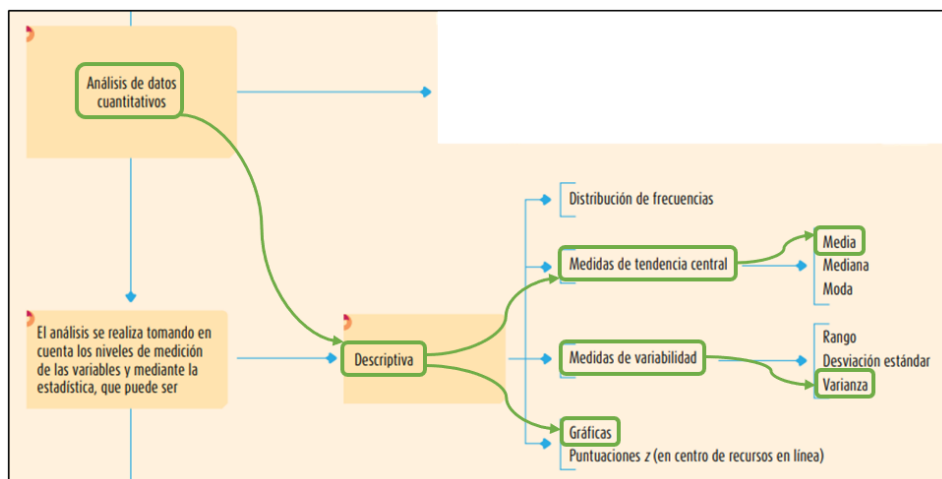 Análisis de datos
cuantitativos
Distribución de frecuencias
Medidas de tendencia central
Media
Mediana
Moda
El análisis se realiza tomando en
cuenta los niveles de medición
de las variables y mediante la
estadística, que puede ser
Descriptiva
Medidas de variabilidad
Rango
Desviación estándar
Varianza
Gráficas
Puntuaciones z (en centro de recursos en línea)